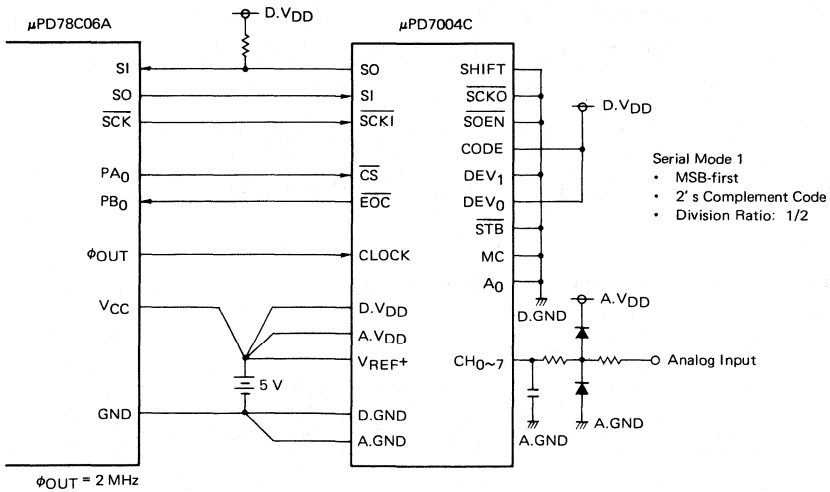 D.VDD
μPD78C06A
μPD7004C
SI
SO
SHIFT
SO
SI
SCKO
SCK
SCKI
SOEN
D.VDD
CODE
PA0
CS
DEV1
PB0
EOC
DEV0
STB
φOUT
CLOCK
MC
A0
Serial Mode 1
• MSB-first
• 2's Complement Code
• Division Ratio: 1/2
VCC
D.VDD
D.GND
A.VDD
A.VDD
VREF+
CH0~7
Analog Input
5 V
GND
D.GND
A.GND
A.GND
A.GND
φOUT = 2 MHz